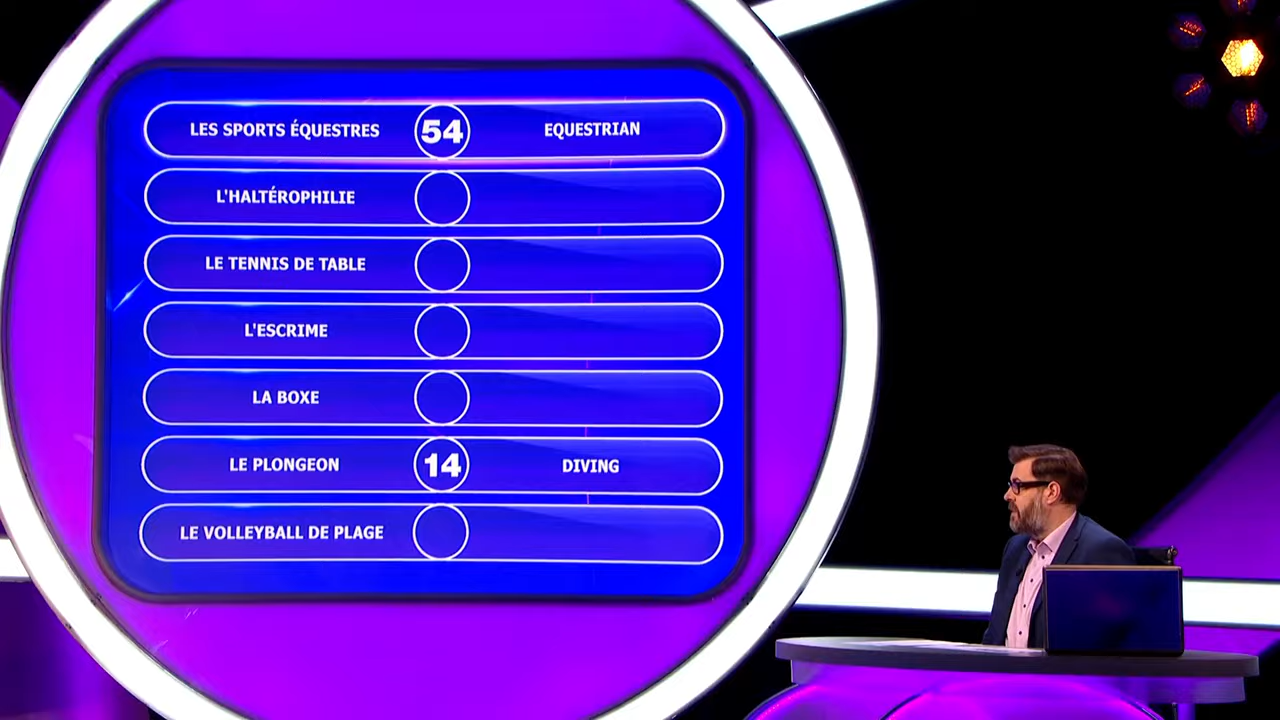 LES SPORTS ÉQUESTRES 54 EQUESTRIAN
L'HALTÉROPHILIE
LE TENNIS DE TABLE
L'ESCRIME
LA BOXE
LE PLONGEON 14 DIVING
LE VOLLEYBALL DE PLAGE